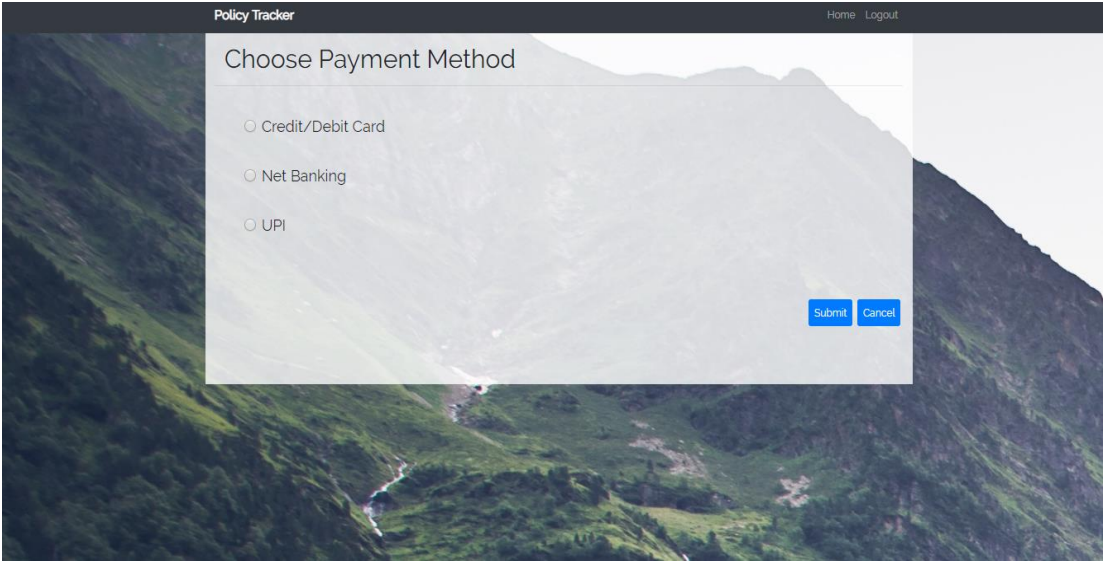 Policy Tracker Home Logout
Choose Payment Method
Credit/Debit Card
Net Banking
UPI
Submit Cancel